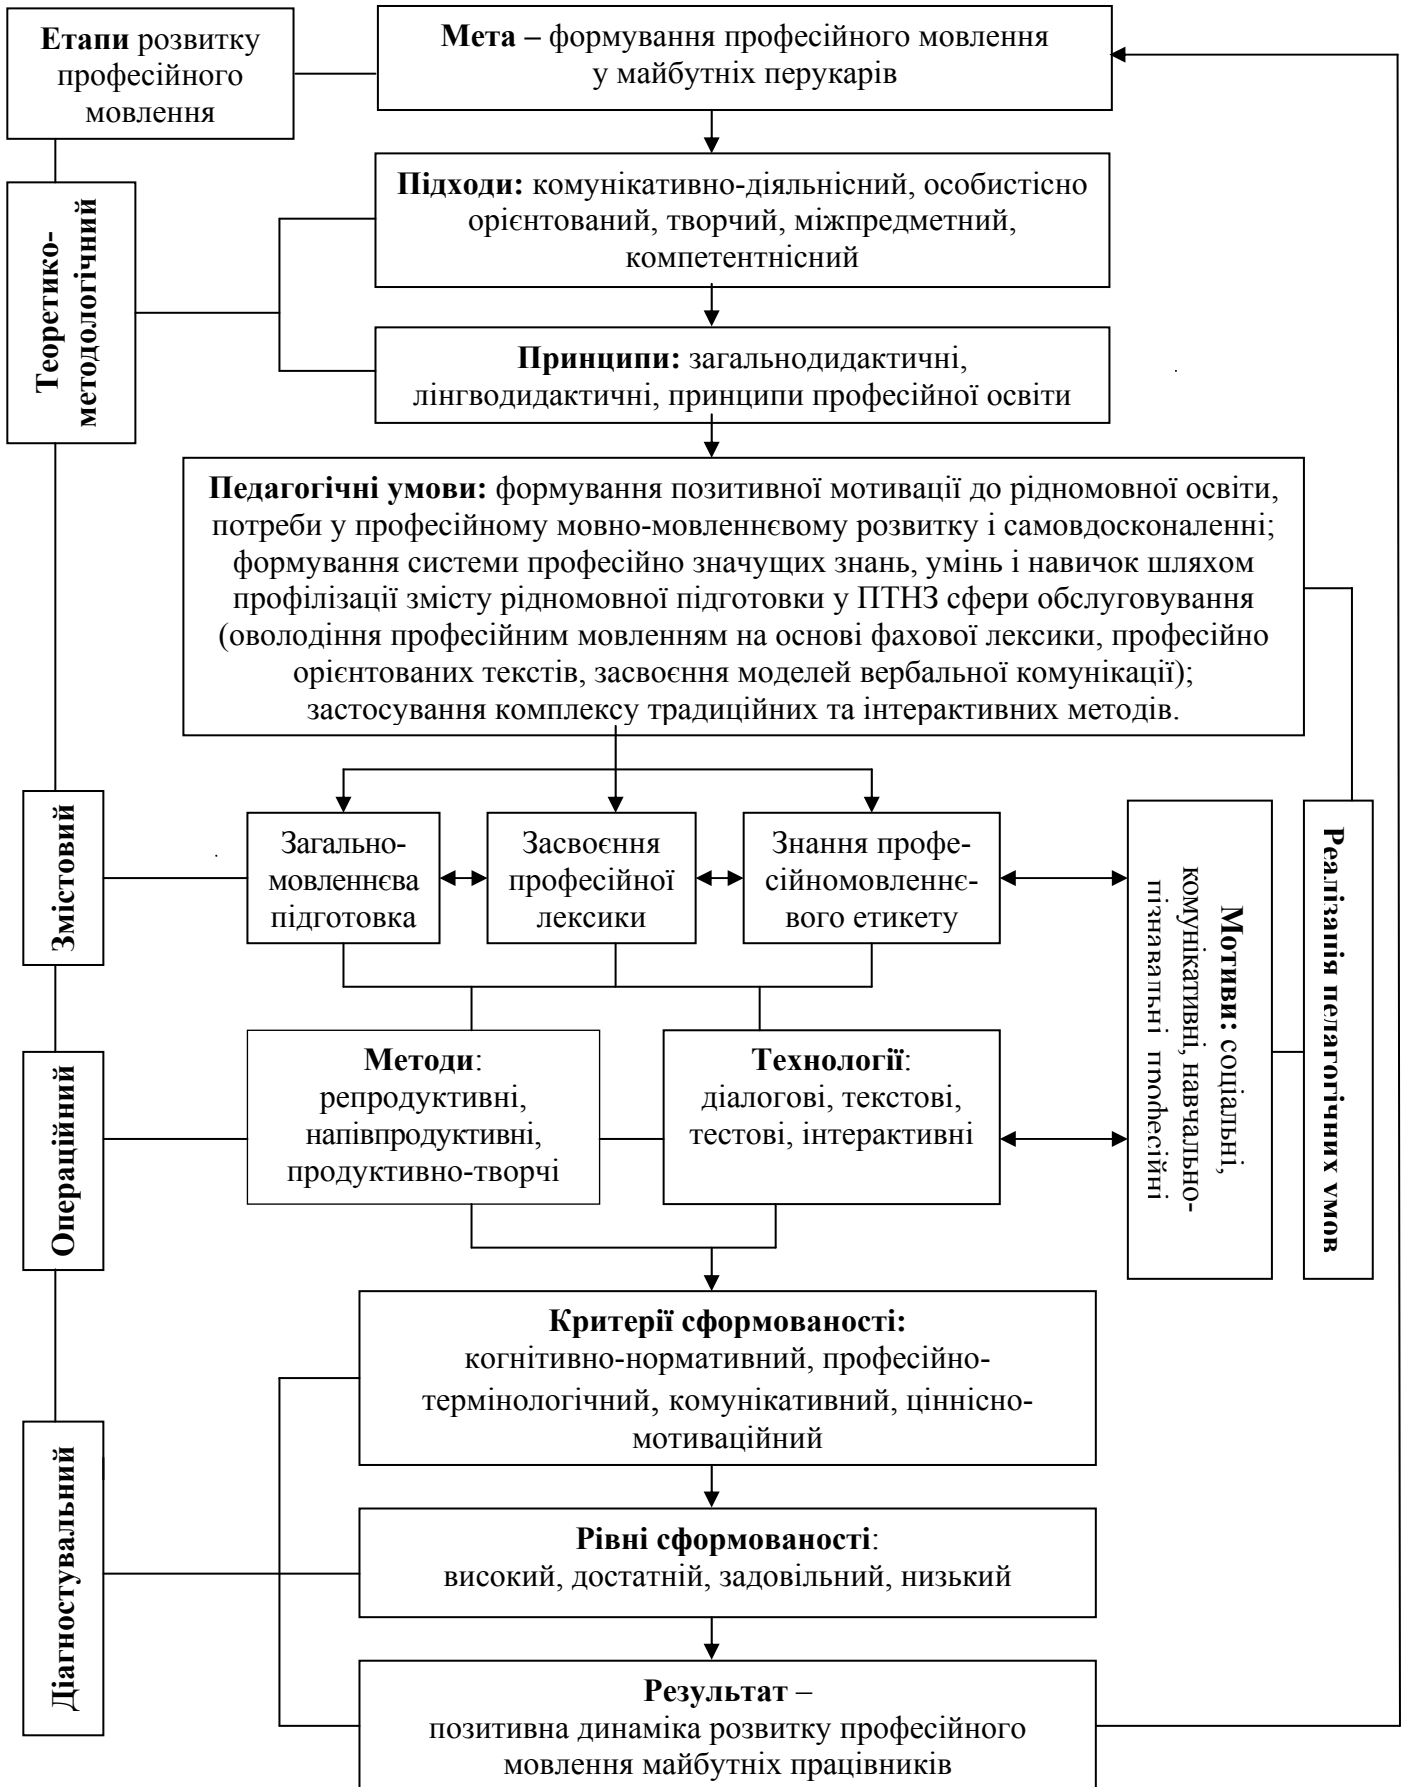 Етапи розвитку
професійного
мовлення
Мета – формування професійного мовлення
у майбутніх перукарів
Теоретико-
методологічний
Підходи: комунікативно-діяльнісний, особистісно
орієнтований, творчий, міжпредметний,
компетентнісний
Принципи: загальнодидактичні,
лінгводидактичні, принципи професійної освіти
Педагогічні умови: формування позитивної мотивації до рідномовної освіти,
потреби у професійному мовно-мовленнєвому розвитку і самовдосконаленні;
формування системи професійно значущих знань, умінь і навичок шляхом
профілізації змісту рідномовної підготовки у ПТНЗ сфери обслуговування
(оволодіння професійним мовленням на основі фахової лексики, професійно
орієнтованих текстів, засвоєння моделей вербальної комунікації);
застосування комплексу традиційних та інтерактивних методів.
Змістовий
Загально-
мовленнєва
підготовка
Засвоєння
професійної
лексики
Знання профе-
сійномовленнє-
вого етикету
Мотиви: соціальні,
комунікативні, навчально-
пізнавальні професійні
Реалізація педагогічних умов
Операційний
Методи:
репродуктивні,
напівпродуктивні,
продуктивно-творчі
Технології:
діалогові, текстові,
тестові, інтерактивні
Діагностувальний
Критерії сформованості:
когнітивно-нормативний, професійно-
термінологічний, комунікативний, ціннісно-
мотиваційний
Рівні сформованості:
високий, достатній, задовільний, низький
Результат –
позитивна динаміка розвитку професійного
мовлення майбутніх працівників